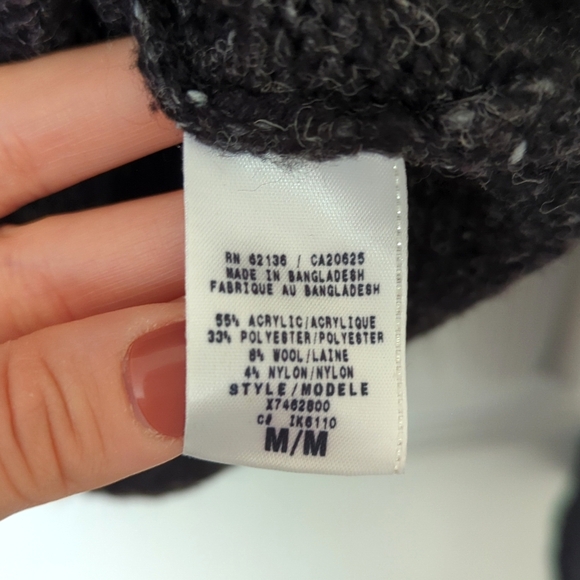 RN 62136 / CA20625
MADE IN BANGLADESH
FABRIQUE AU BANGLADESH
55% ACRYLIC/ACRYLIQUE
33% POLYESTER/POLYESTER
8% WOOL/LAINE
4% NYLON/NYLON
STYLE/MODELE
X7462800
C# IK6110
M/M